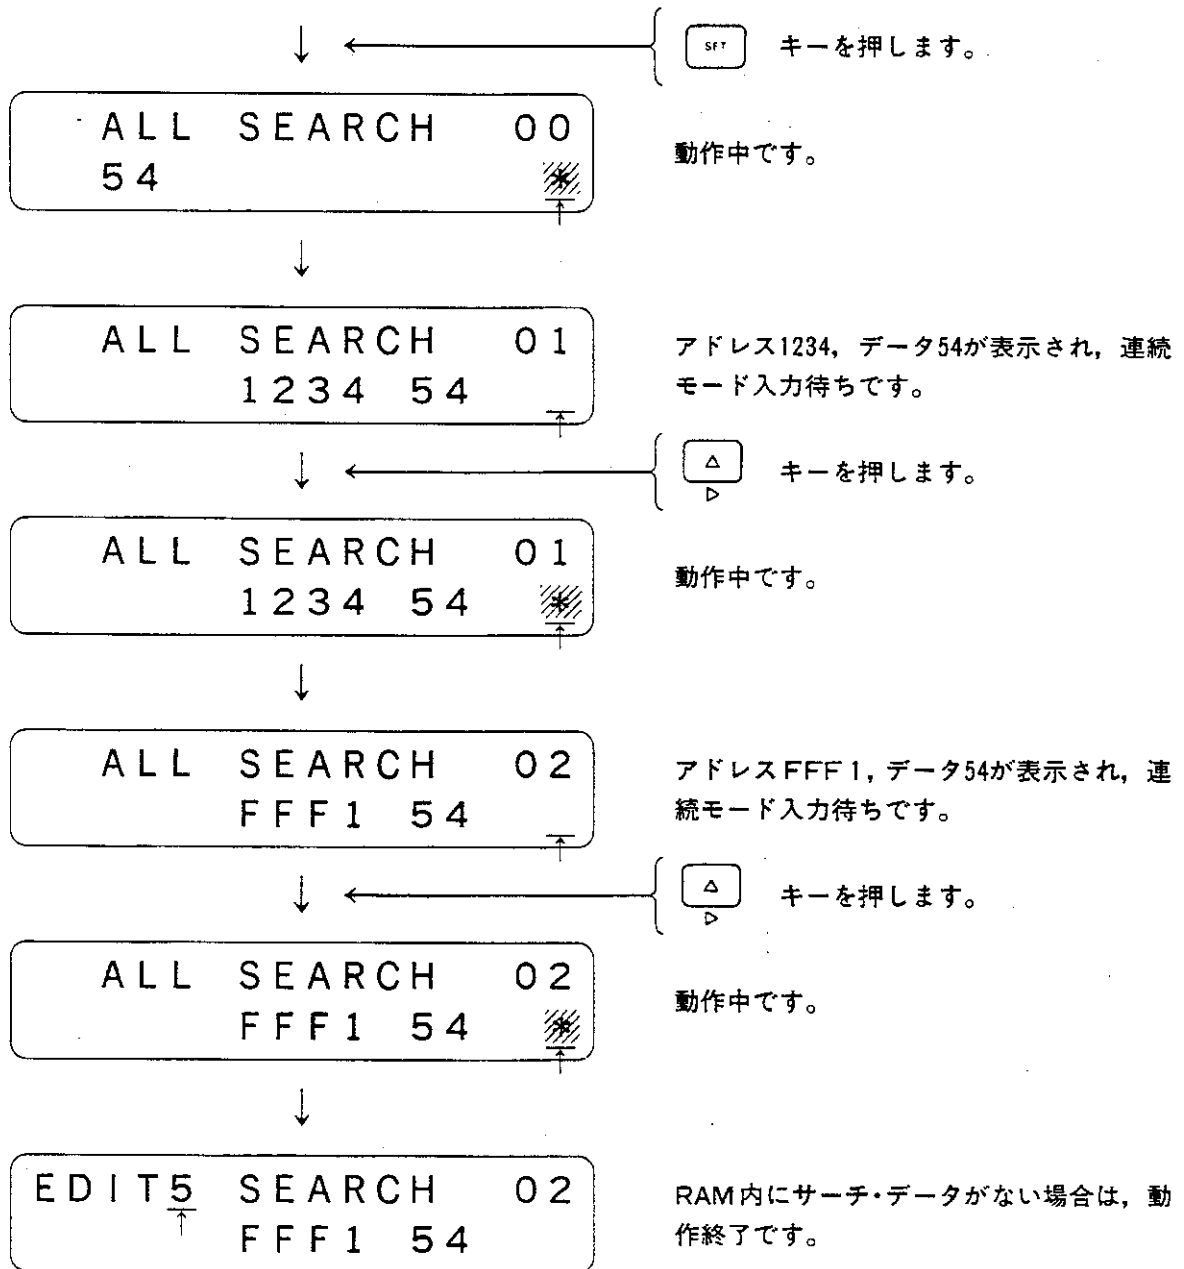 SET キーを押します。
ALL SEARCH 00
54 *
動作中です。
ALL SEARCH 01
1234 54
アドレス1234, データ54が表示され, 連続
モード入力待ちです。
△ キーを押します。
▷
ALL SEARCH 01
1234 54 *
動作中です。
ALL SEARCH 02
FFF1 54
アドレスFFF1, データ54が表示され, 連
続モード入力待ちです。
△ キーを押します。
▷
ALL SEARCH 02
FFF1 54 *
動作中です。
EDIT5 SEARCH 02
FFF1 54
RAM内にサーチ・データがない場合は, 動
作終了です。